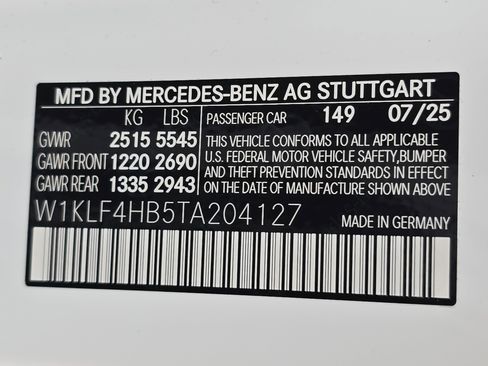 MFD BY MERCEDES-BENZ AG STUTTGART
KG LBS PASSENGER CAR 149 07/25
GVWR 2515 5545
GAWR FRONT 1220 2690
GAWR REAR 1335 2943
THIS VEHICLE CONFORMS TO ALL APPLICABLE
U.S. FEDERAL MOTOR VEHICLE SAFETY, BUMPER
AND THEFT PREVENTION STANDARDS IN EFFECT
ON THE DATE OF MANUFACTURE SHOWN ABOVE
W1KLF4HB5TA204127
MADE IN GERMANY